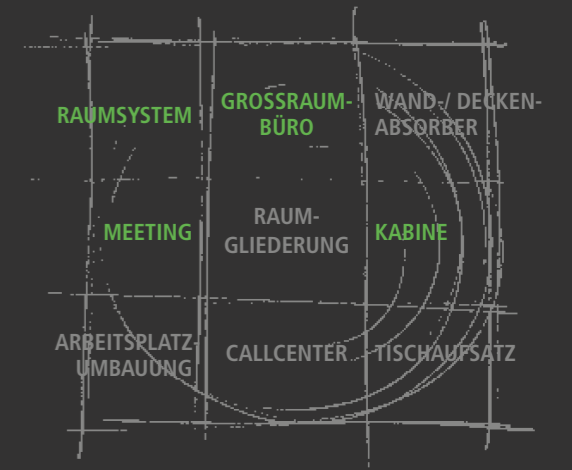 RAUMSYSTEM
GROSSRAUM-
BÜRO
WAND-/ DECKEN-
ABSORBER
MEETING
RAUM-
GLIEDERUNG
KABINE
ARBEITSPLATZ-
UMBAUUNG
CALLCENTER
TISCHAUFSATZ